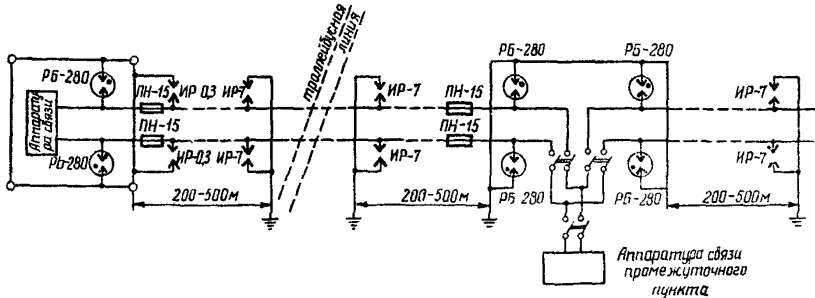 РБ-280
Аппарату
ра связи
РБ-280
ПН-15
ПН-15
ИР 0,3
ИР-7
ИР-0,3
ИР-7
200-500м
троллейбусная
линия
ИР-7
ИР-7
ПН-15
ПН-15
200-500м
РБ-280
РБ-280
РБ 280
РБ-280
ИР-7
ИР-7
200-500м
Аппаратура связи
промежуточного
пункта